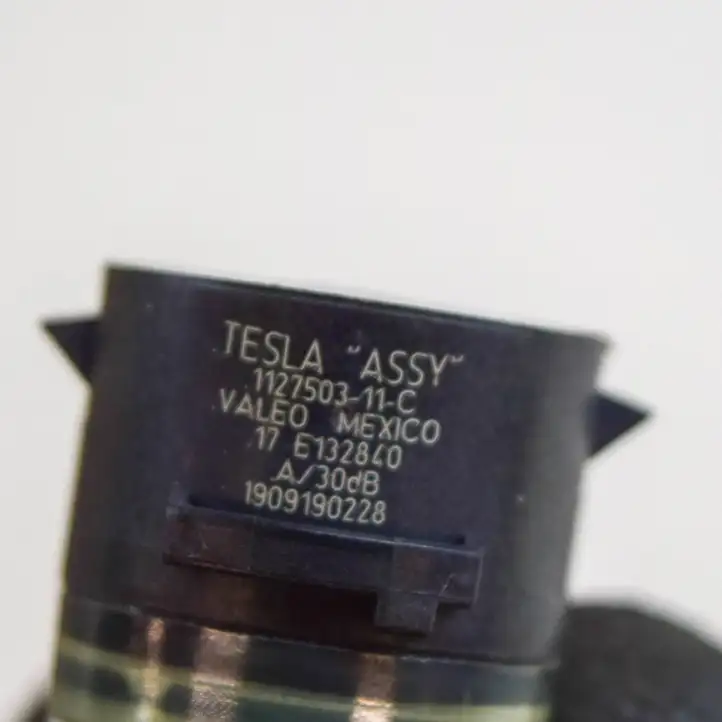 TESLA "ASSY"
1127503-11-C
VALEO MEXICO
17 E132840
A/30dB
1909190228